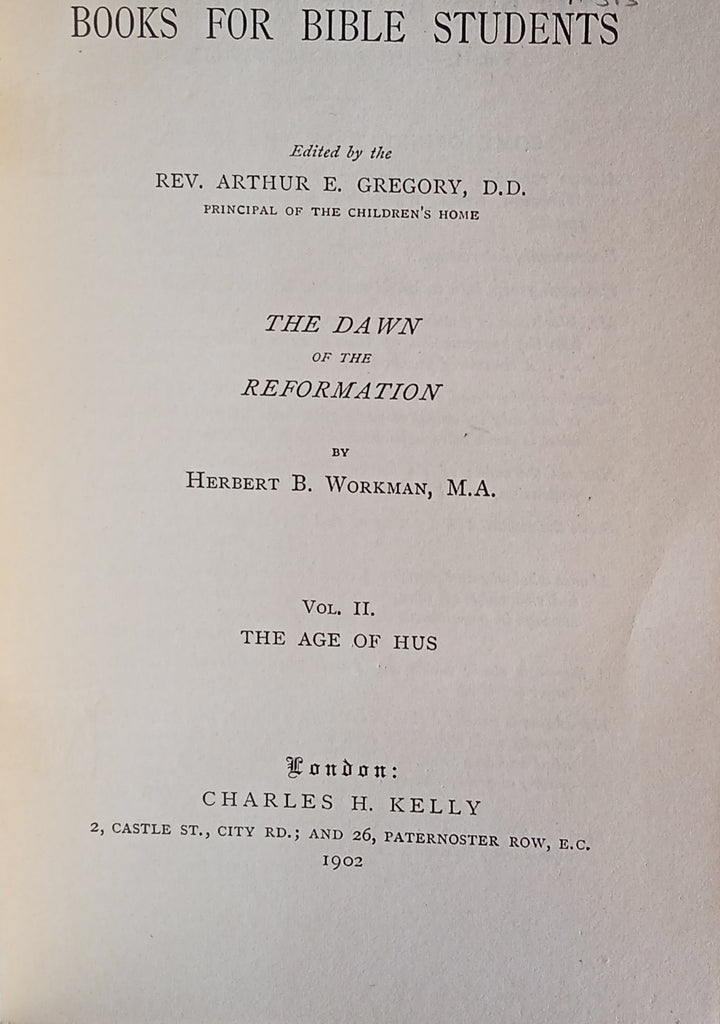 BOOKS FOR BIBLE STUDENTS
Edited by the
REV. ARTHUR E. GREGORY, D.D.
PRINCIPAL OF THE CHILDREN'S HOME
THE DAWN
OF THE
REFORMATION
BY
HERBERT B. WORKMAN, M.A.
VOL. II.
THE AGE OF HUS
London:
CHARLES H. KELLY
2, CASTLE ST., CITY RD.; AND 26, PATERNOSTER ROW, E.C.
1902